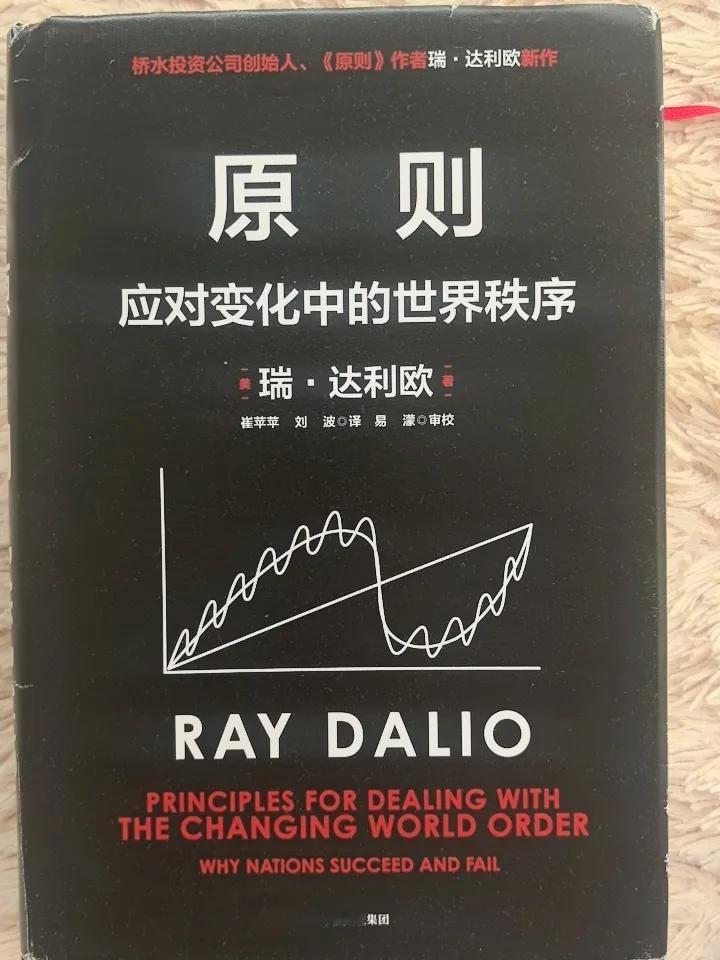 桥水投资公司创始人、《原则》作者瑞·达利欧新作
原 则
应对变化中的世界秩序
美 瑞·达利欧 著
崔苹苹 刘 波◎译 易 濛◎审校
RAY DALIO
PRINCIPLES FOR DEALING WITH
THE CHANGING WORLD ORDER
WHY NATIONS SUCCEED AND FAIL
集团